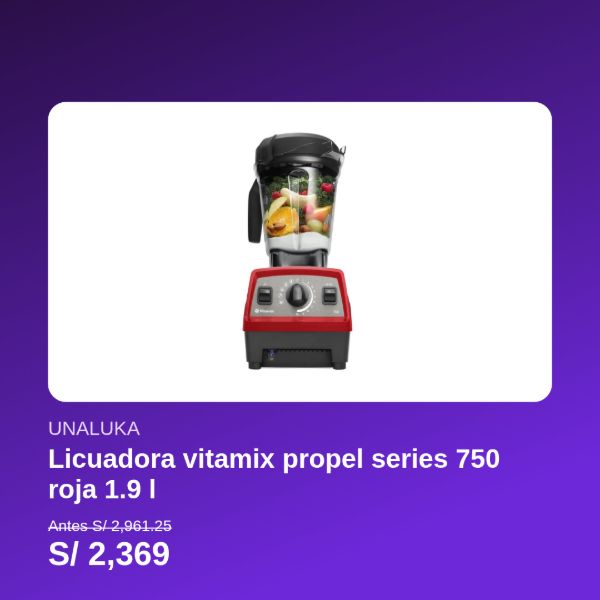 UNALUKA
Licuadora vitamix propel series 750
roja 1.9 l
Antes S/ 2,961.25
S/ 2,369